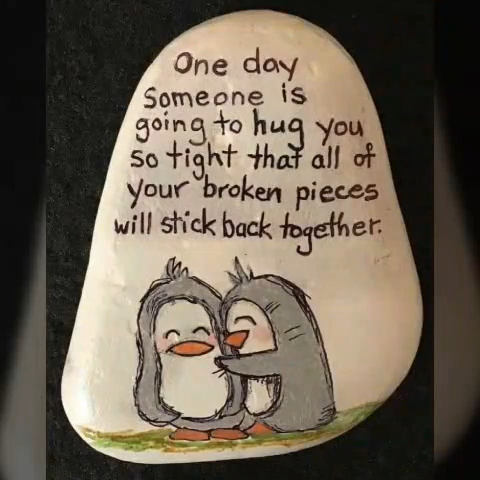 One day
Someone is
going to hug you
so tight that all of
your broken pieces
will stick back together.